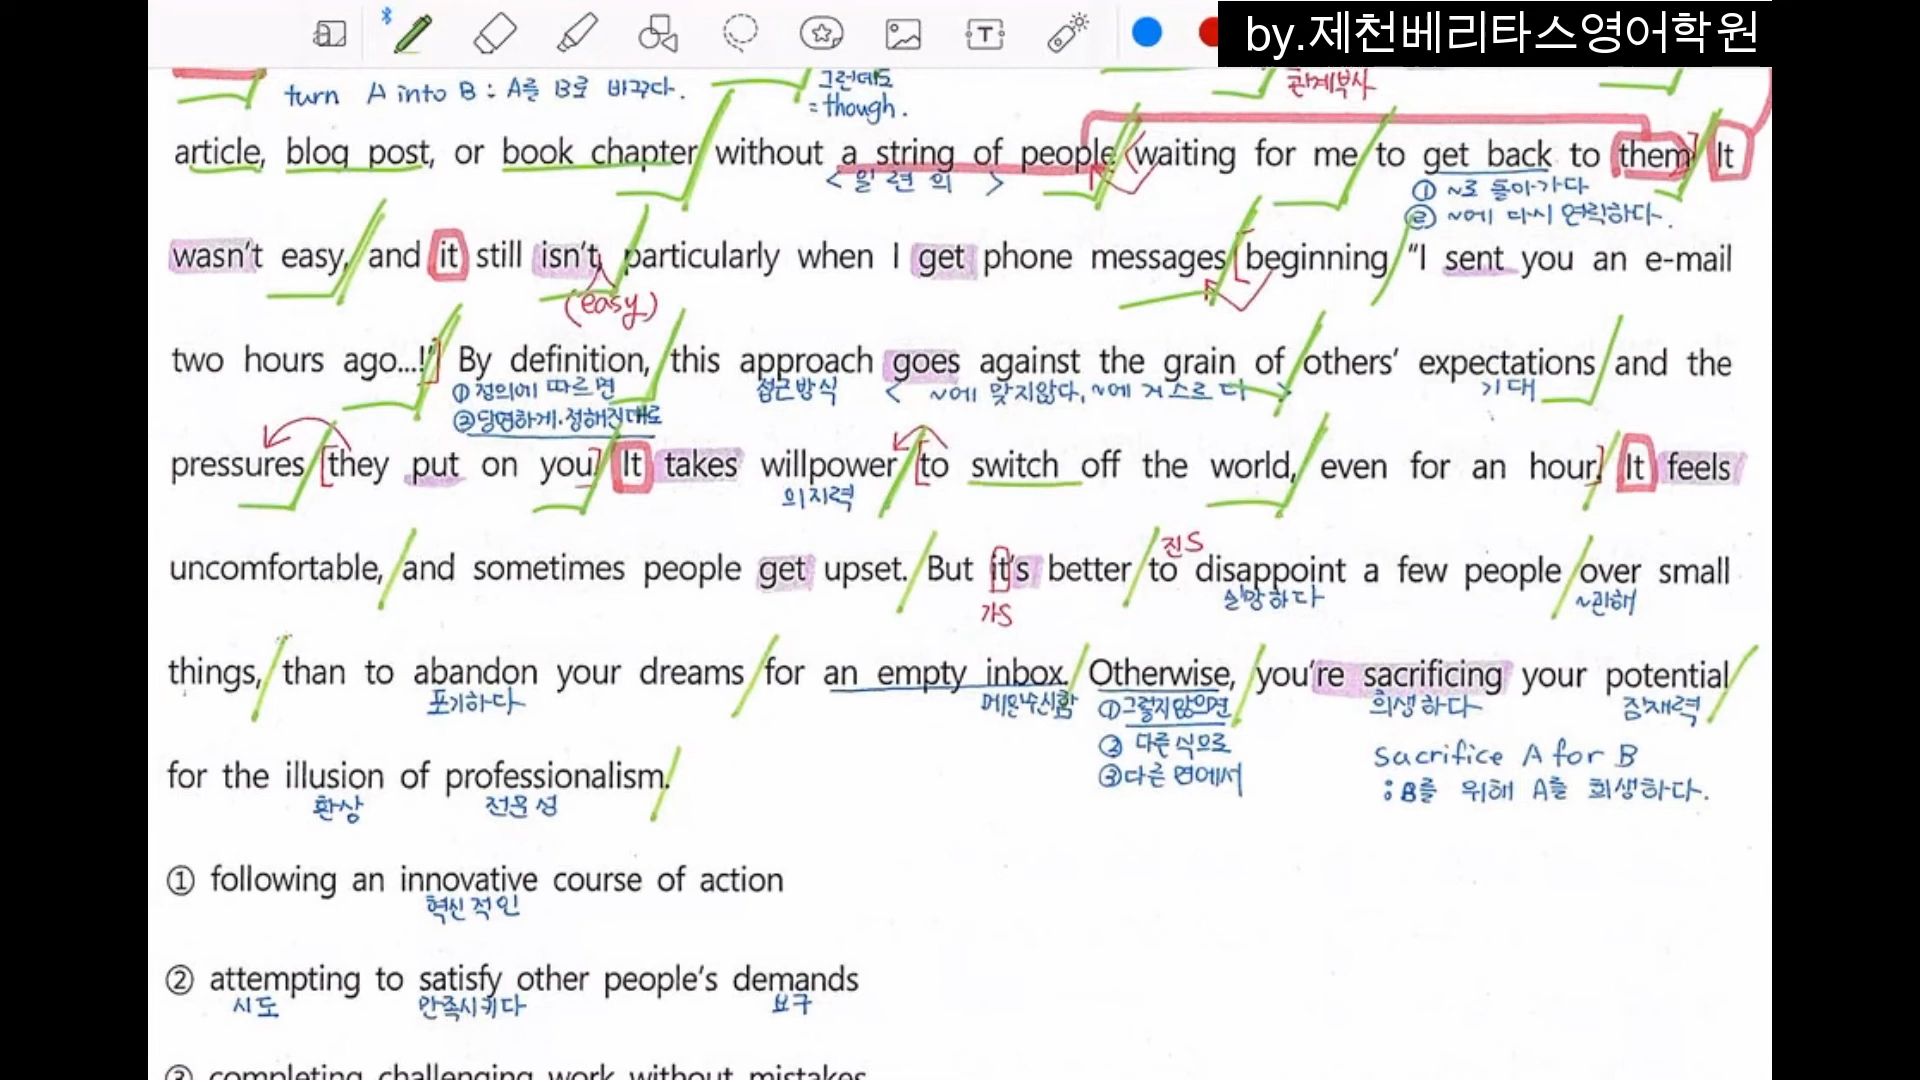 by.제천베리타스영어학원
turn A into B : A를 B로 바꾸다.
그런데도
= though.
관계부사
article, blog post, or book chapter without a string of people waiting for me to get back to them. It
< 일련의 >
① ~로 돌아가다
② ~에 다시 연락하다.
wasn't easy, and it still isn't, particularly when I get phone messages beginning “I sent you an e-mail
(easy)
two hours ago...!” By definition, this approach goes against the grain of others' expectations and the
① 정의에 따르면
접근방식
< ~에 맞지않다, ~에 거스르다 >
기대
②당연하게. 정해진대로
pressures they put on you. It takes willpower to switch off the world, even for an hour. It feels
의지력
uncomfortable, and sometimes people get upset. But it's better to disappoint a few people over small
진S
가S
실망하다
~관해
things, than to abandon your dreams for an empty inbox. Otherwise, you're sacrificing your potential
포기하다
메일수신함
①그렇지않으면
희생하다
잠재력
② 다른 식으로
③다른 면에서
sacrifice A for B
: B를 위해 A를 희생하다.
for the illusion of professionalism.
환상
전문성
① following an innovative course of action
혁신적인
② attempting to satisfy other people's demands
시도
만족시키다
요구
③ completing challenging work without mistakes